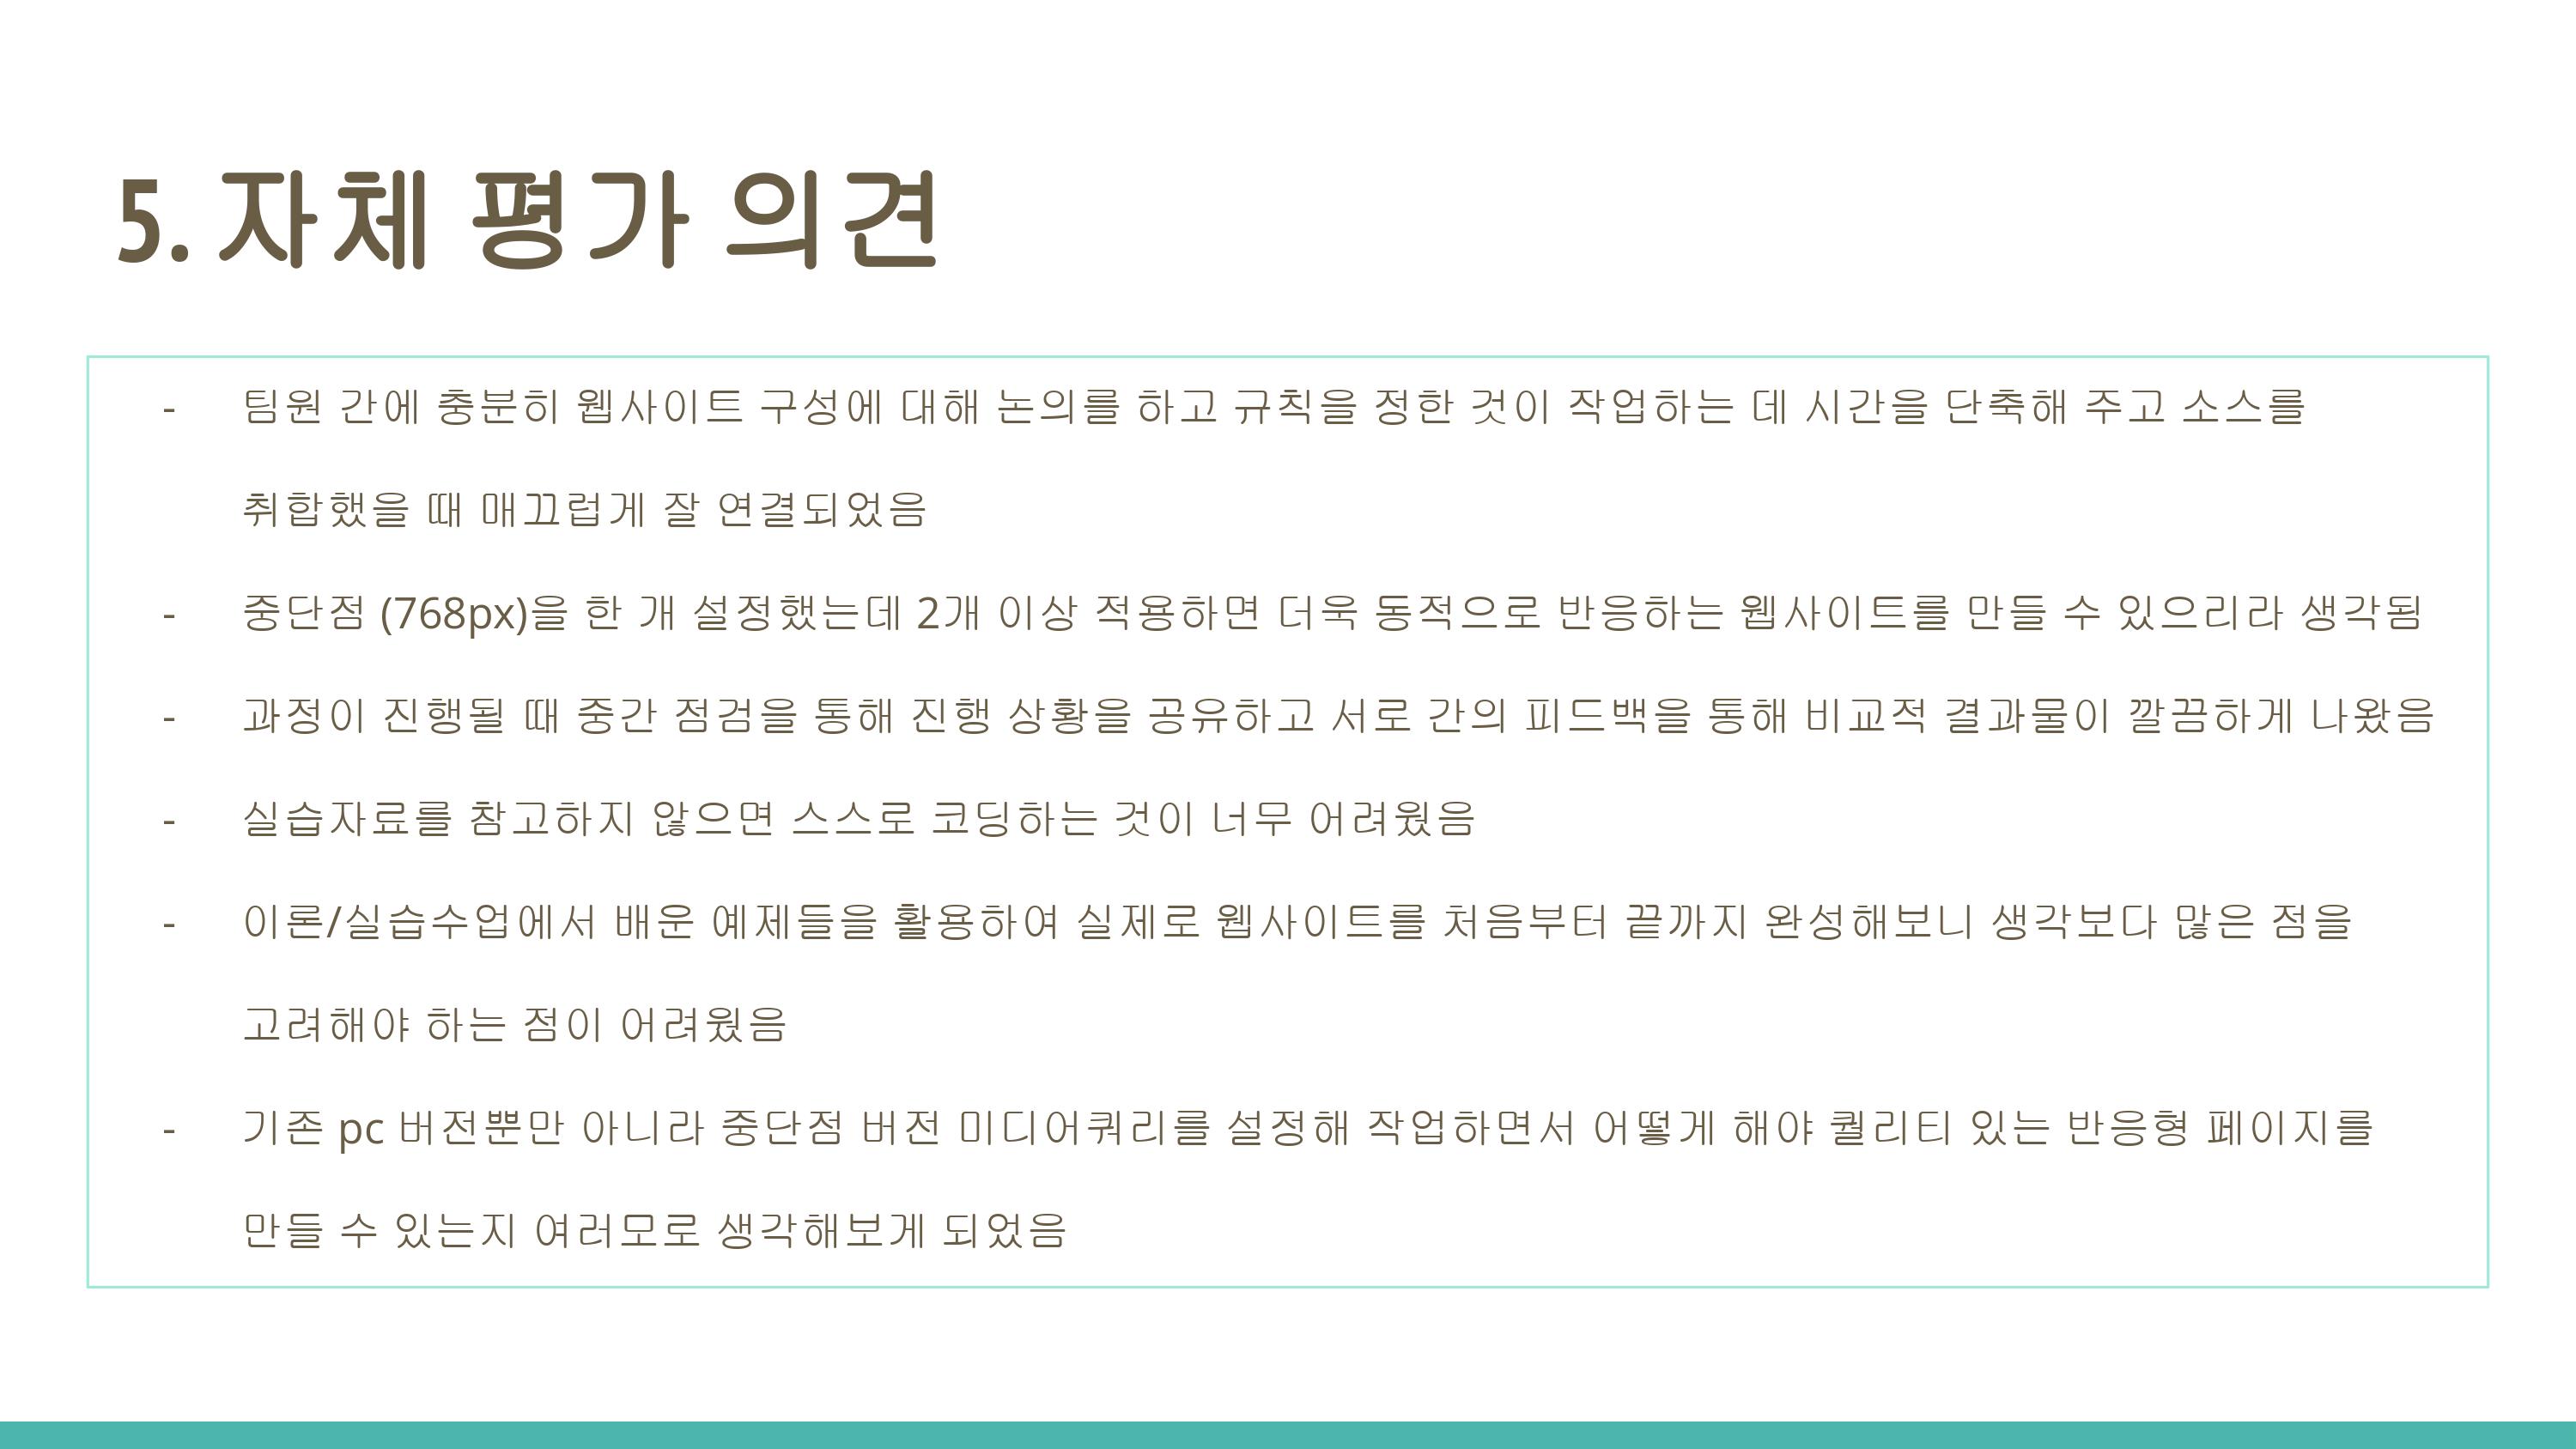 5. 자체 평가 의견
- 팀원 간에 충분히 웹사이트 구성에 대해 논의를 하고 규칙을 정한 것이 작업하는 데 시간을 단축해 주고 소스를
취합했을 때 매끄럽게 잘 연결되었음
- 중단점 (768px)을 한 개 설정했는데 2개 이상 적용하면 더욱 동적으로 반응하는 웹사이트를 만들 수 있으리라 생각됨
- 과정이 진행될 때 중간 점검을 통해 진행 상황을 공유하고 서로 간의 피드백을 통해 비교적 결과물이 깔끔하게 나왔음
- 실습자료를 참고하지 않으면 스스로 코딩하는 것이 너무 어려웠음
- 이론/실습수업에서 배운 예제들을 활용하여 실제로 웹사이트를 처음부터 끝까지 완성해보니 생각보다 많은 점을
고려해야 하는 점이 어려웠음
- 기존 pc 버전뿐만 아니라 중단점 버전 미디어쿼리를 설정해 작업하면서 어떻게 해야 퀄리티 있는 반응형 페이지를
만들 수 있는지 여러모로 생각해보게 되었음